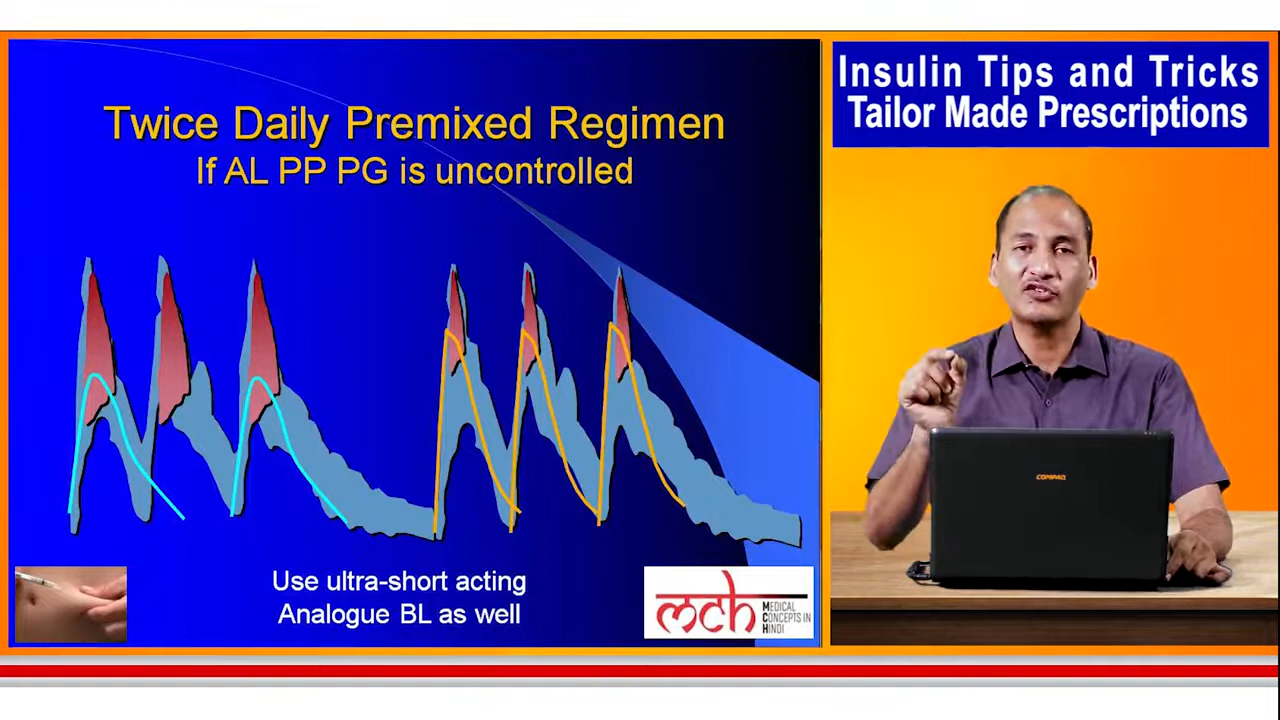 Twice Daily Premixed Regimen
If AL PP PG is uncontrolled
Use ultra-short acting
Analogue BL as well
mch
MEDICAL
CONCEPTS IN
HINDI
Insulin Tips and Tricks
Tailor Made Prescriptions
COMPAQ